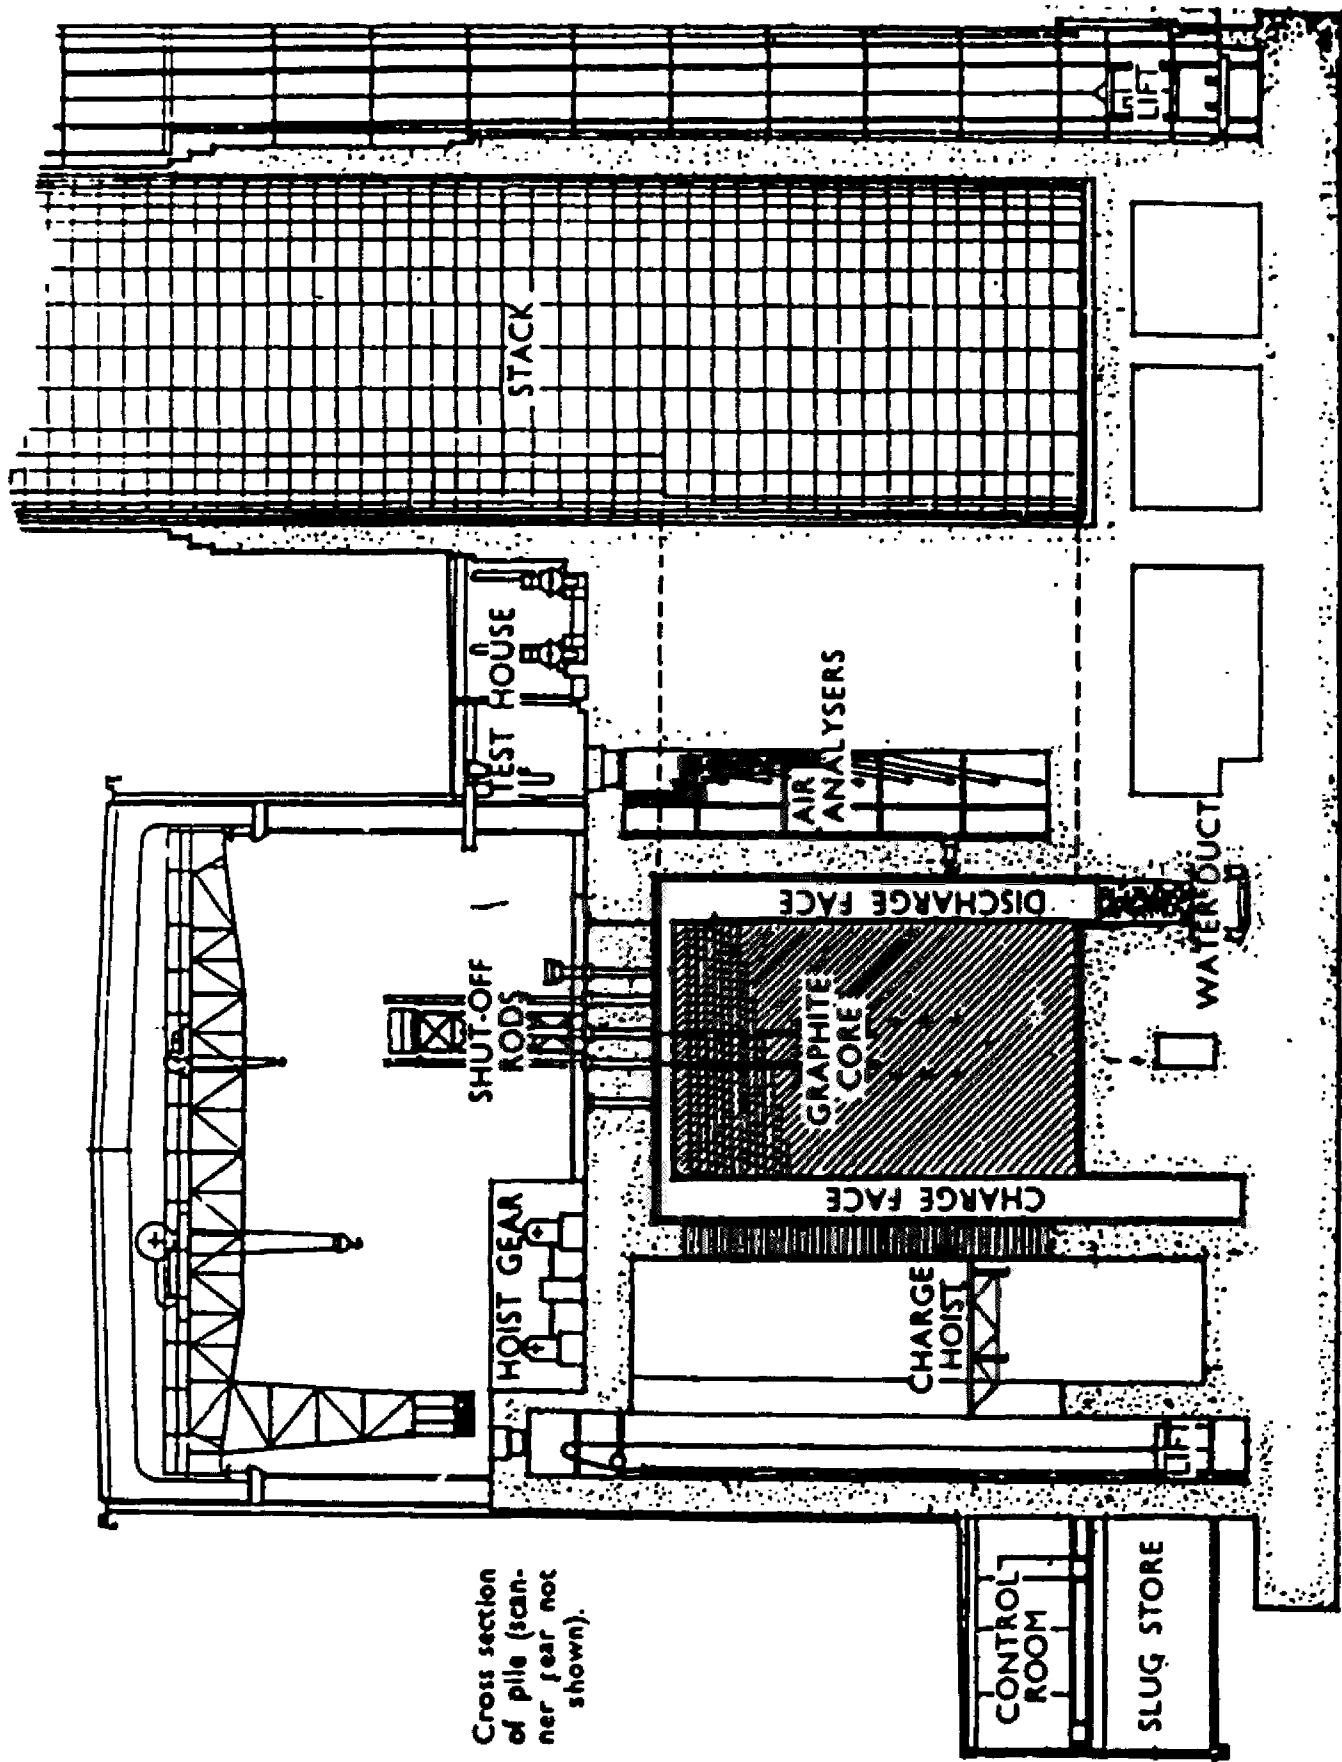 Cross section
of pile (scan-
ner gear not
shown).
CONTROL
ROOM
SLUG STORE
HOIST GEAR
SHUT-OFF
RODS
TEST HOUSE
STACK
LIFT
CHARGE
HOIST
CHARGE FACE
GRAPHITE
CORE
DISCHARGE FACE
AIR
ANALYSERS
WATER DUCT
LIFT